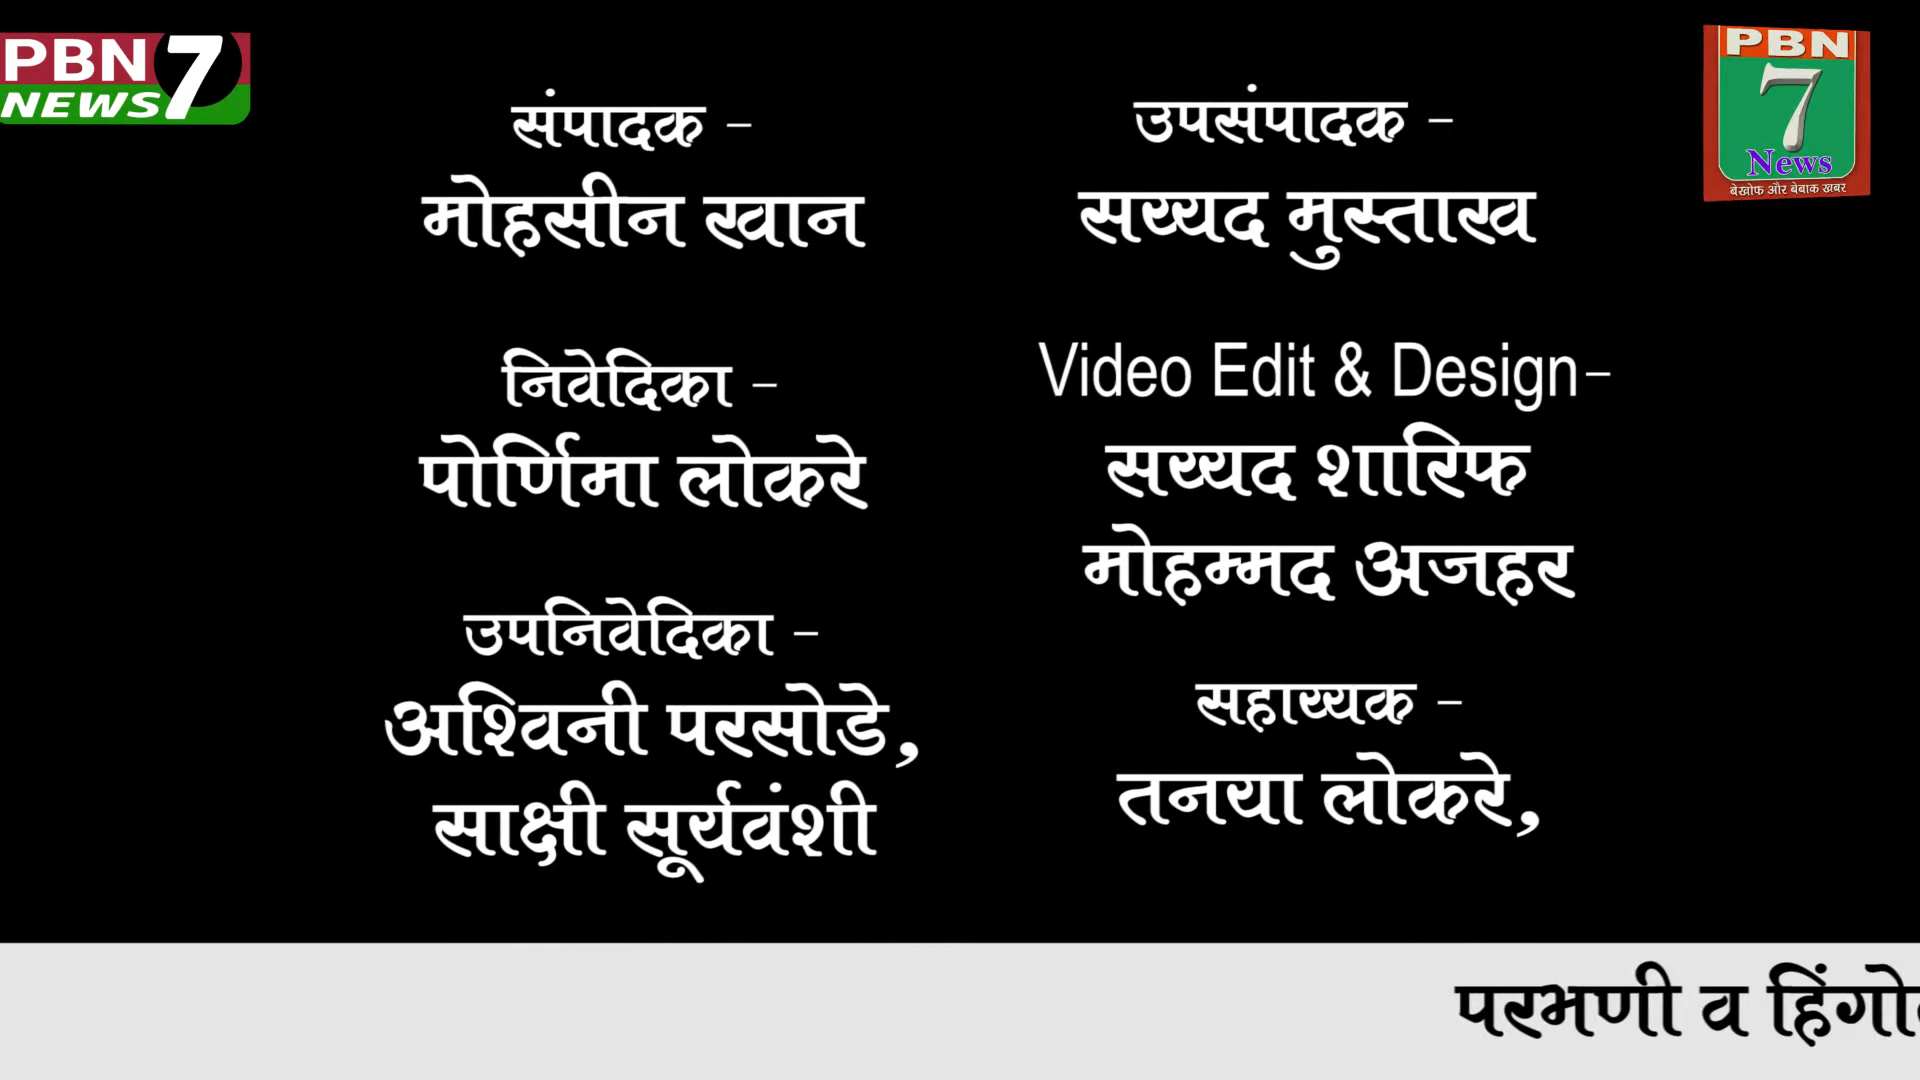 PBN 7
NEWS
संपादक -
मोहसीन खान
निवेदिका -
पोर्णिमा लोकरे
उपनिवेदिका -
अश्विनी परसोडे,
साक्षी सूर्यवंशी
उपसंपादक -
सय्यद मुस्ताख
Video Edit & Design-
सय्यद शारिफ
मोहम्मद अजहर
सहाय्यक -
तनया लोकरे,
PBN
7
News
बेखोफ और बेबाक खबर
परभणी व